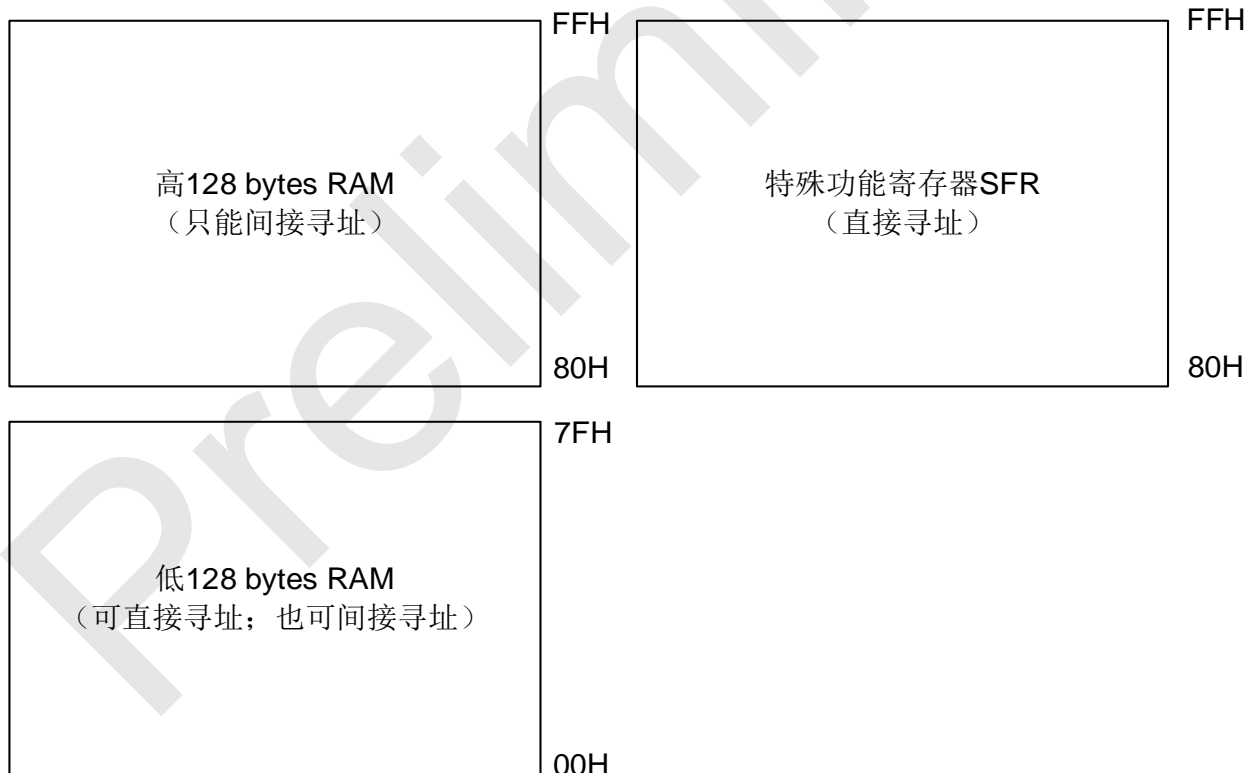 FFH
高128 bytes RAM
（只能间接寻址）
80H
FFH
特殊功能寄存器SFR
（直接寻址）
80H
7FH
低128 bytes RAM
（可直接寻址；也可间接寻址）
00H
Prelim